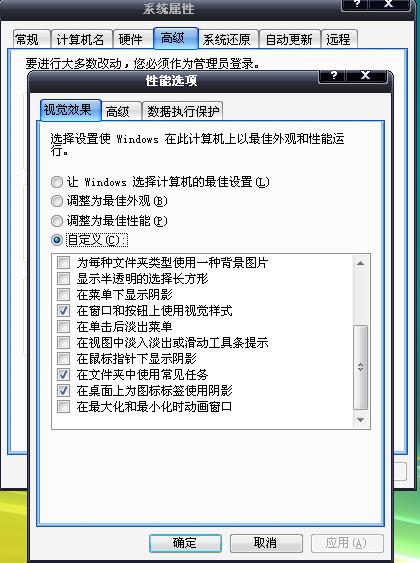 系统属性
常规 计算机名 硬件 高级 系统还原 自动更新 远程
要进行大多数改动，您必须作为管理员登录。
性能选项
视觉效果 高级 数据执行保护
选择设置使 Windows 在此计算机上以最佳外观和性能运
行。
让 Windows 选择计算机的最佳设置(L)
调整为最佳外观(B)
调整为最佳性能(P)
自定义(C):
为每种文件夹类型使用一种背景图片
显示半透明的选择长方形
在菜单下显示阴影
在窗口和按钮上使用视觉样式
在单击后淡出菜单
在视图中淡入淡出或滑动工具条提示
在鼠标指针下显示阴影
在文件夹中使用常见任务
在桌面上为图标标签使用阴影
在最大化和最小化时动画窗口
确定 取消 应用(A)